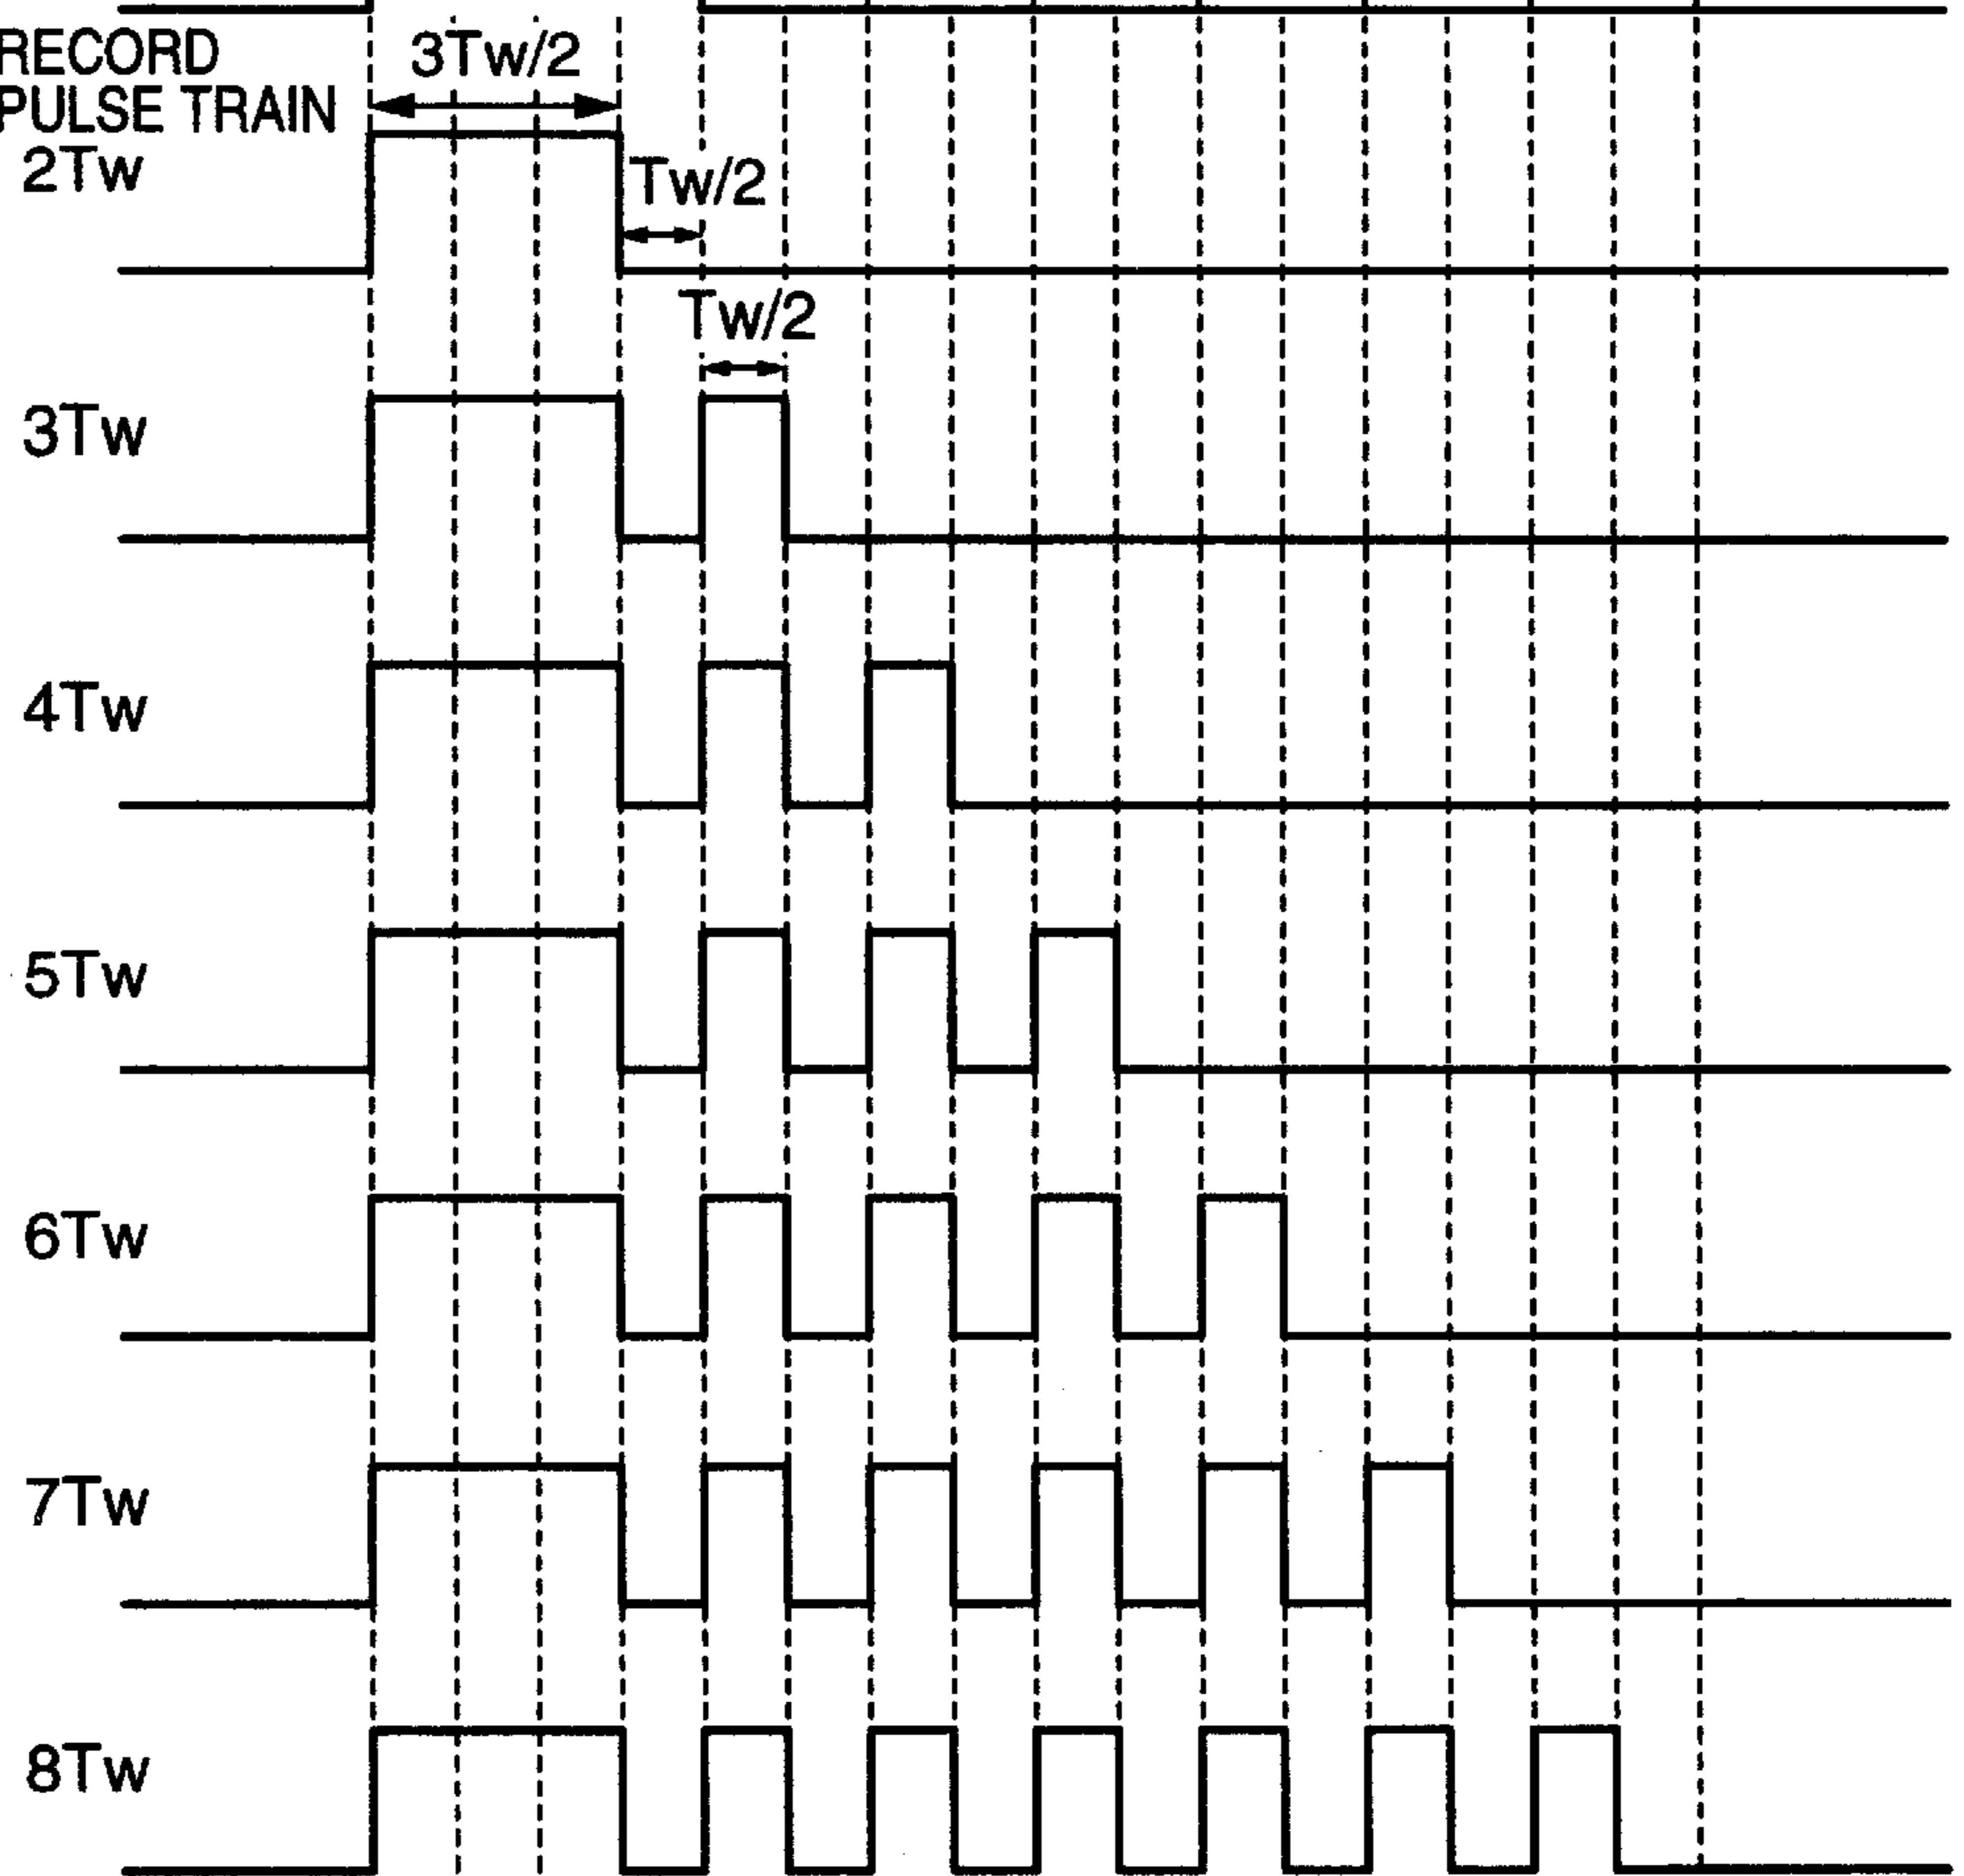 RECORD
PULSE TRAIN
3Tw/2
2Tw
Tw/2
Tw/2
3Tw
4Tw
5Tw
6Tw
7Tw
8Tw